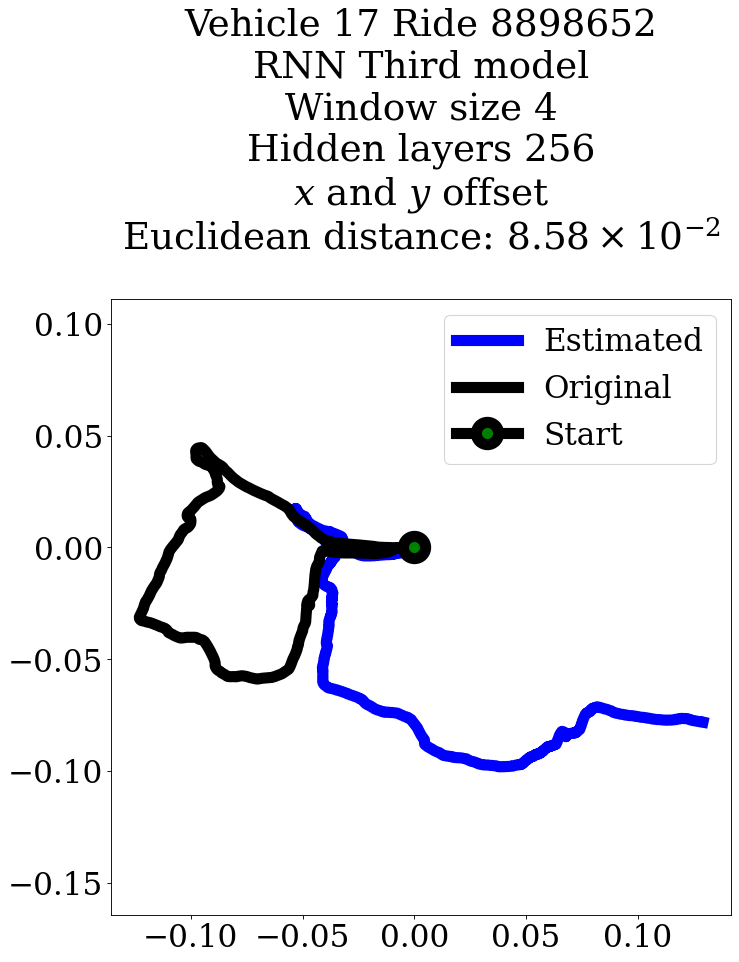 Vehicle 17 Ride 8898652
RNN Third model
Window size 4
Hidden layers 256
x and y offset
Euclidean distance: 8.58 × 10⁻²
Estimated
Original
Start
0.10
0.05
0.00
−0.05
−0.10
−0.15
−0.10
−0.05
0.00
0.05
0.10